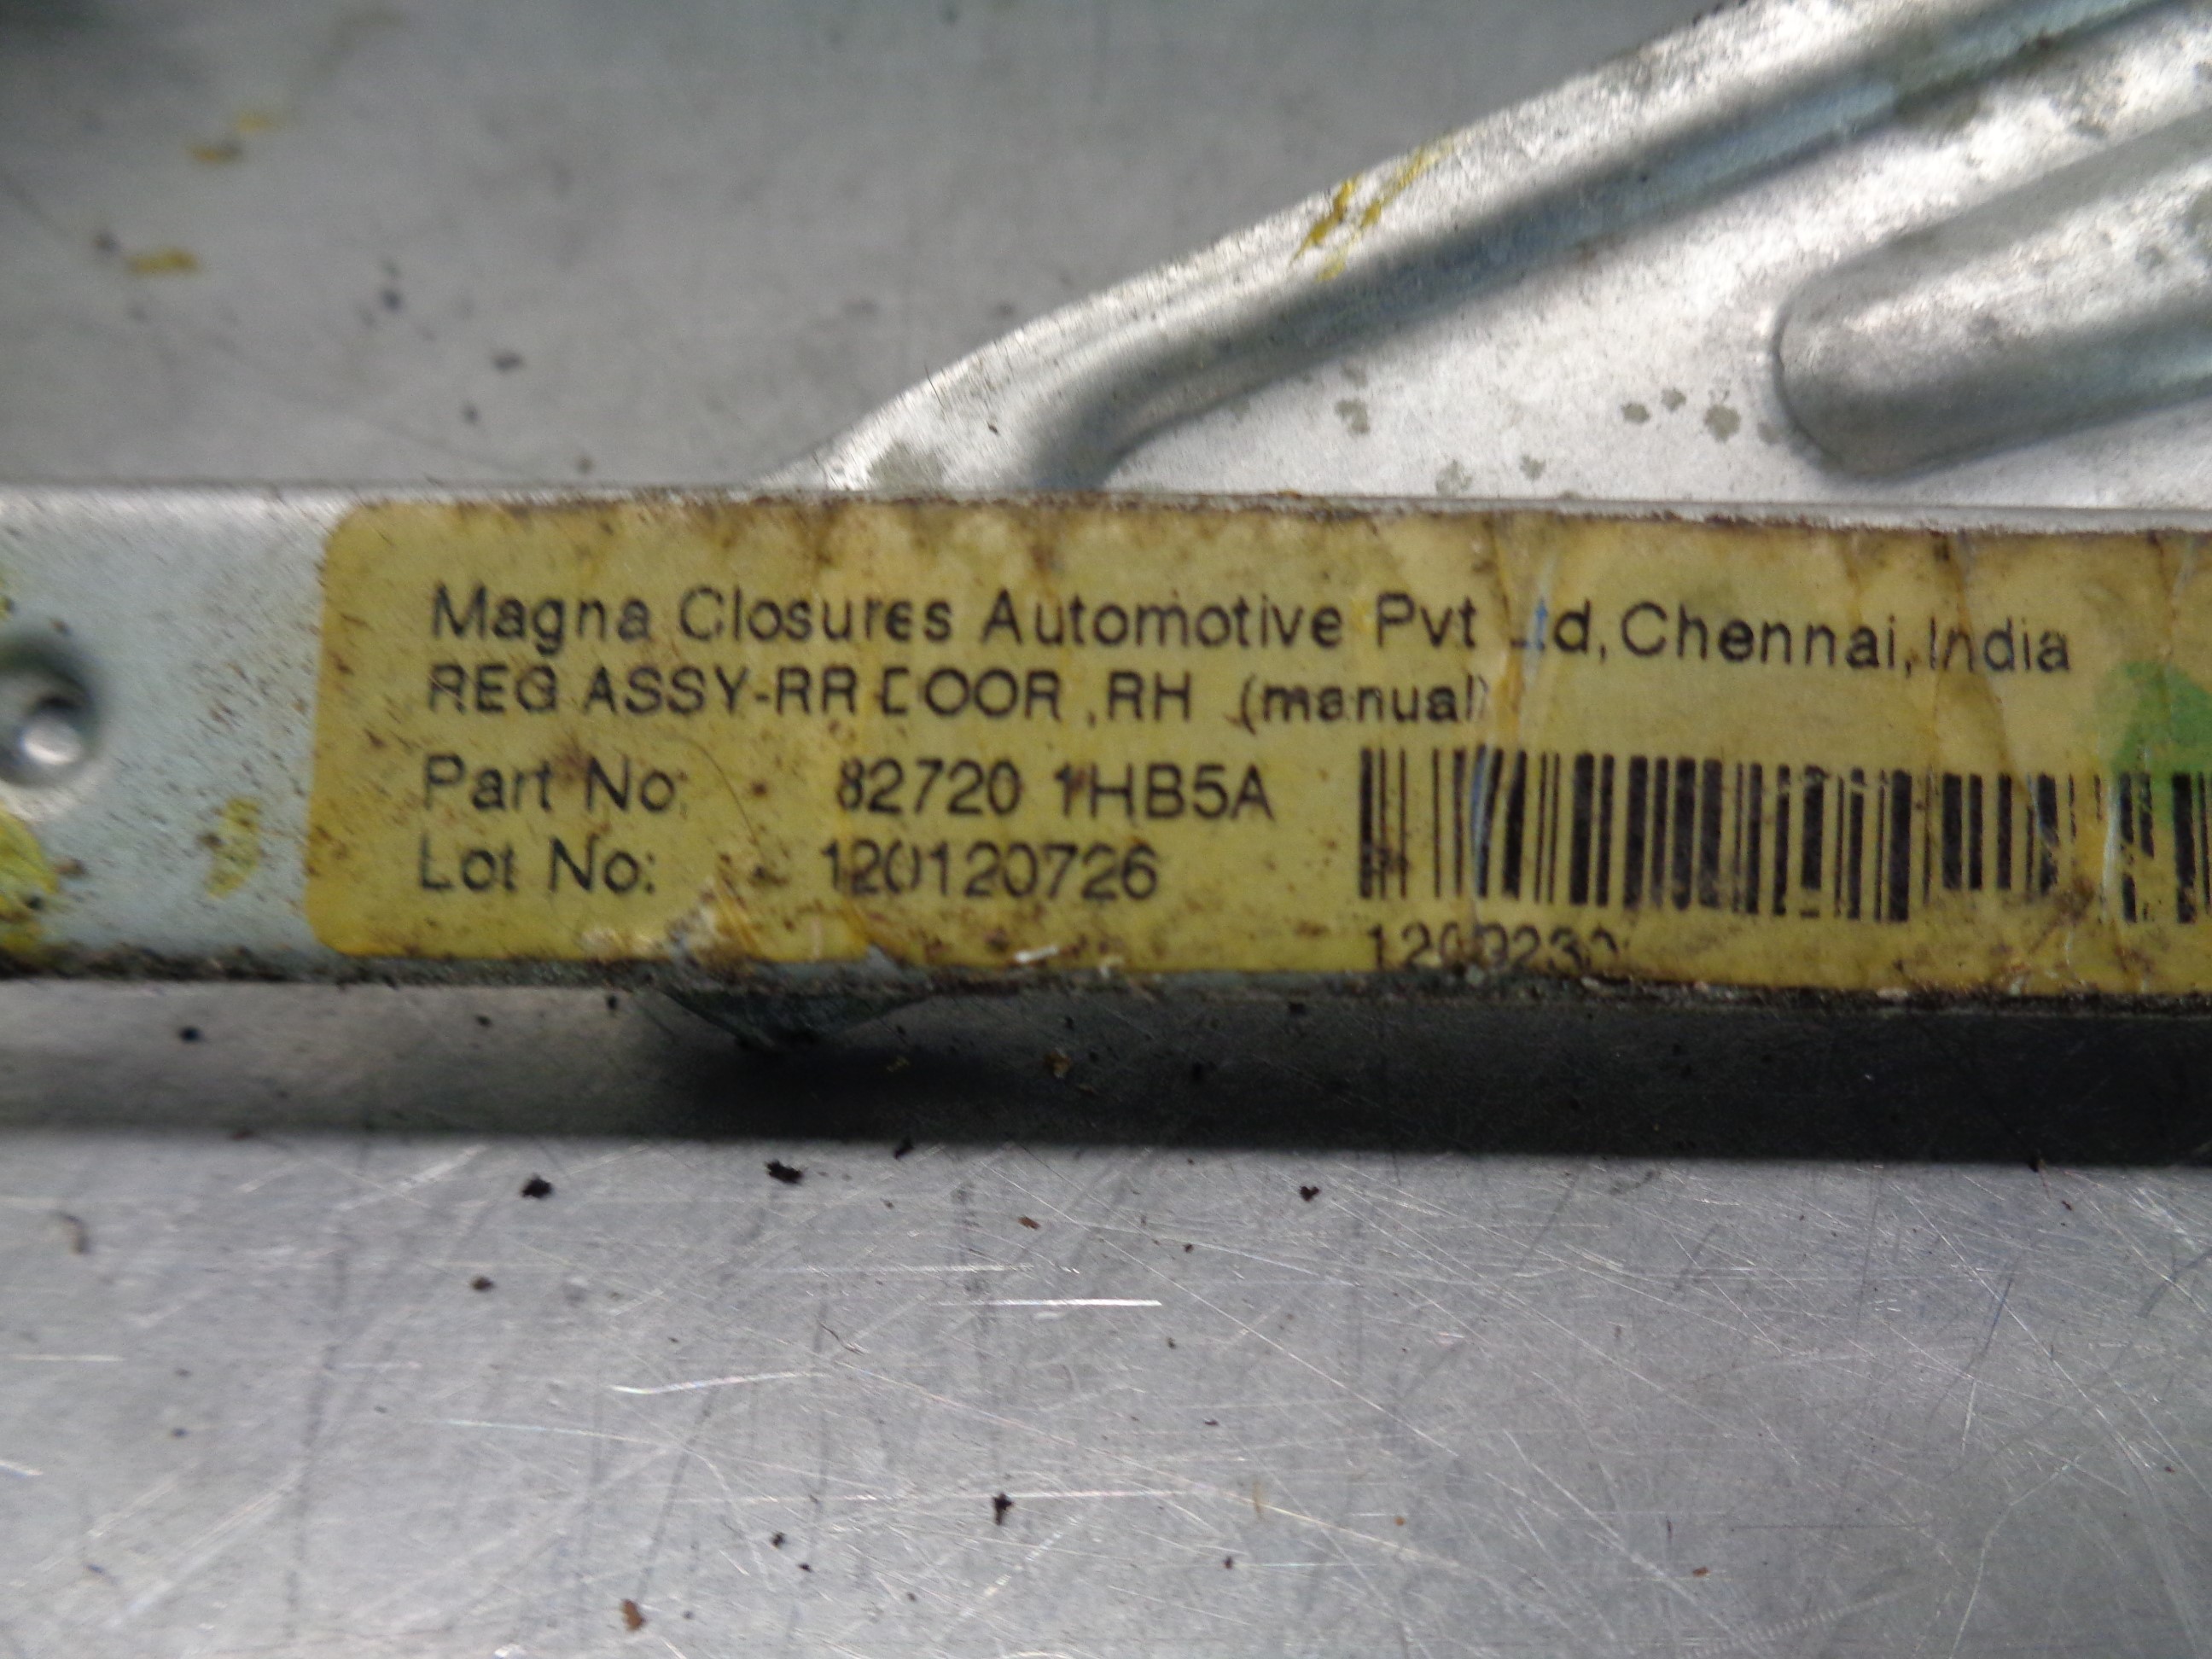 Magna Closures Automotive Pvt Ltd, Chennai, India
REG ASSY-RR DOOR ,RH (manual)
Part No: 82720 1HB5A
Lot No: 120120726